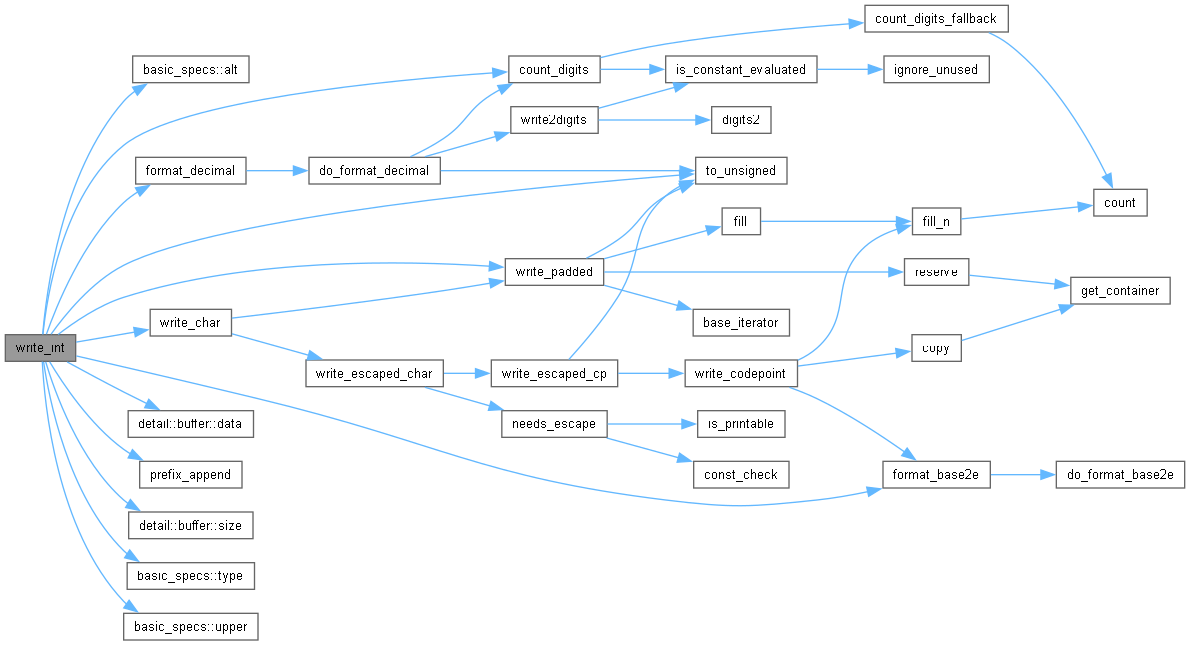 count_digits_fallback
basic_specs::alt
count_digits
is_constant_evaluated
ignore_unused
write2digits
digits2
format_decimal
do_format_decimal
to_unsigned
count
fill
fill_n
write_padded
reserve
get_container
write_char
base_iterator
write_int
copy
write_escaped_char
write_escaped_cp
write_codepoint
detail::buffer::data
needs_escape
is_printable
prefix_append
const_check
format_base2e
do_format_base2e
detail::buffer::size
basic_specs::type
basic_specs::upper